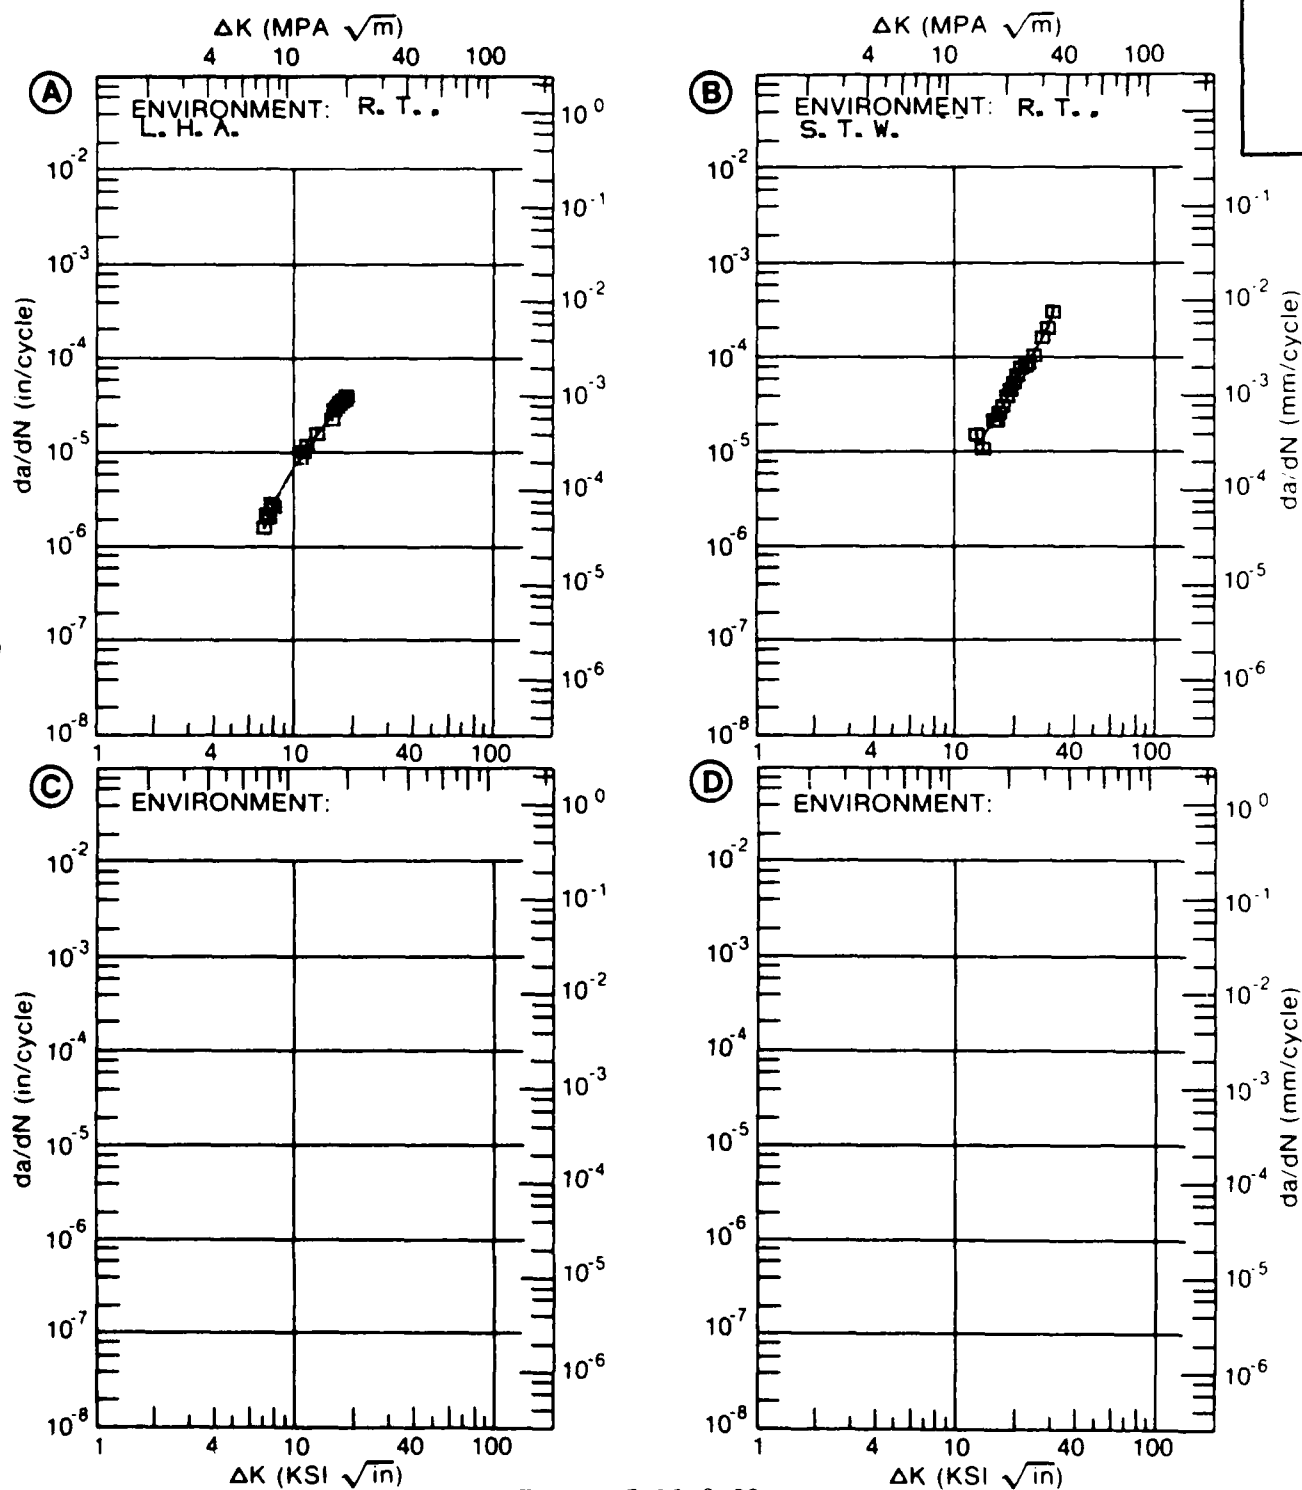 ΔK (MPA √m)
4 10 40 100
A
ENVIRONMENT: R. T.,
L. H. A.
10^0
10^-2
10^-1
10^-3
10^-2
10^-4
10^-3
10^-5
10^-4
10^-6
10^-5
10^-7
10^-6
10^-8
da/dN (in/cycle)
1 4 10 40 100
ΔK (MPA √m)
4 10 40 100
B
ENVIRONMENT: R. T.,
S. T. W.
10^-2
10^-1
10^-3
10^-2
10^-4
10^-3
10^-5
10^-4
10^-6
10^-5
10^-7
10^-6
10^-8
da/dN (mm/cycle)
1 4 10 40 100
C
ENVIRONMENT:
10^0
10^-2
10^-1
10^-3
10^-2
10^-4
10^-3
10^-5
10^-4
10^-6
10^-5
10^-7
10^-6
10^-8
da/dN (in/cycle)
1 4 10 40 100
ΔK (KSI √in)
D
ENVIRONMENT:
10^0
10^-2
10^-1
10^-3
10^-2
10^-4
10^-3
10^-5
10^-4
10^-6
10^-5
10^-7
10^-6
10^-8
da/dN (mm/cycle)
1 4 10 40 100
ΔK (KSI √in)